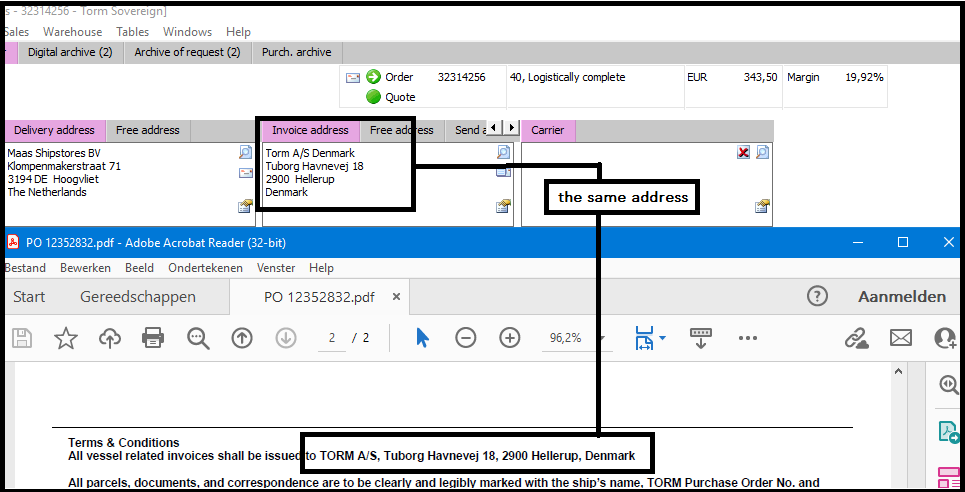 s - 32314256 - Torm Sovereign]
Sales Warehouse Tables Windows Help
Digital archive (2) Archive of request (2) Purch. archive
Order 32314256 40, Logistically complete EUR 343,50 Margin 19,92%
Quote
Delivery address Free address Invoice address Free address Send a Carrier
Maas Shipstores BV
Klompenmakerstraat 71
3194 DE Hoogvliet
The Netherlands
Torm A/S Denmark
Tuborg Havnevej 18
2900 Hellerup
Denmark
the same address
PO 12352832.pdf - Adobe Acrobat Reader (32-bit)
Bestand Bewerken Beeld Ondertekenen Venster Help
Start Gereedschappen PO 12352832.pdf × ? Aanmelden
2 / 2 96,2%
Terms & Conditions
All vessel related invoices shall be issued to TORM A/S, Tuborg Havnevej 18, 2900 Hellerup, Denmark
All parcels, documents, and correspondence are to be clearly and legibly marked with the ship's name, TORM Purchase Order No. and